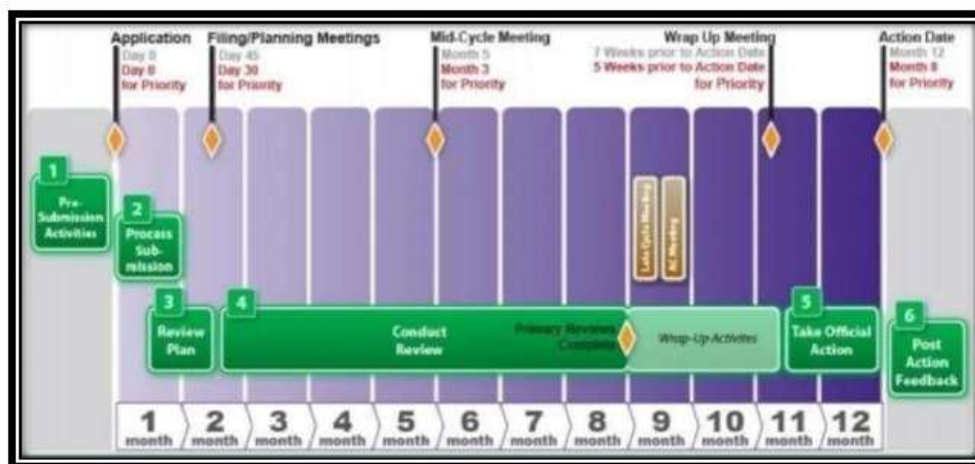 Application
Day 0
Day 0
for Priority
Filing/Planning Meetings
Day 45
Day 30
for Priority
Mid-Cycle Meeting
Month 5
Month 3
for Priority
Wrap Up Meeting
7 Weeks prior to Action Date
5 Weeks prior to Action Date
for Priority
Action Date
Month 12
Month 8
for Priority
1
Pre-
Submission
Activities
2
Process
Sub-
mission
3
Review
Plan
4
Conduct
Review
Primary Reviews
Complete
Late Cycle Meeting
AC Meeting
Wrap-Up Activites
5
Take Official
Action
6
Post
Action
Feedback
1
month
2
month
3
month
4
month
5
month
6
month
7
month
8
month
9
month
10
month
11
month
12
month